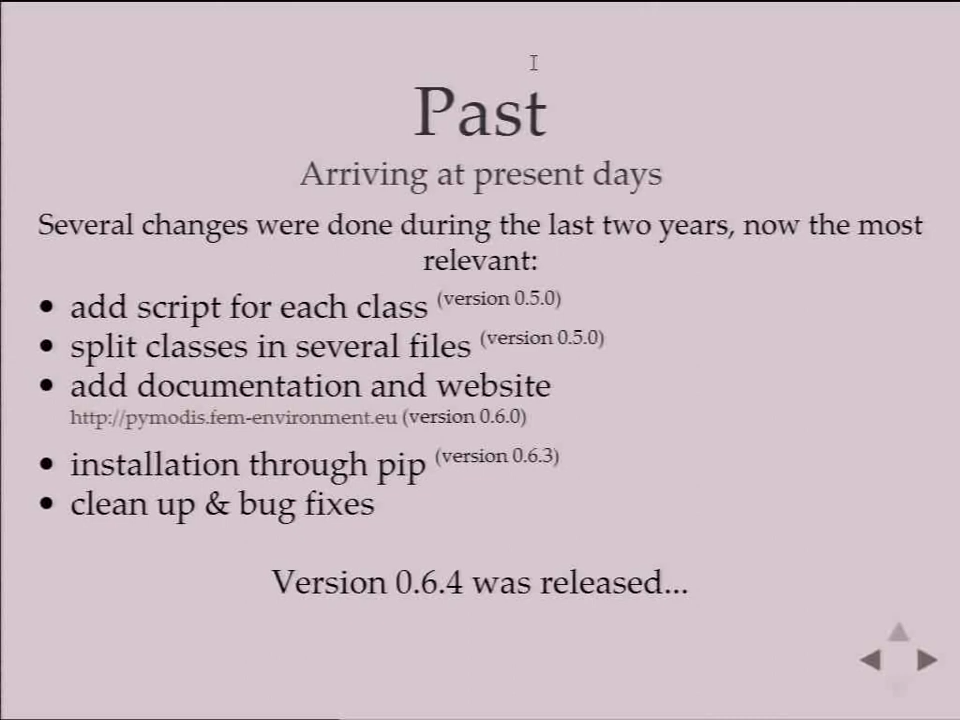 Past
Arriving at present days
Several changes were done during the last two years, now the most
relevant:
• add script for each class (version 0.5.0)
• split classes in several files (version 0.5.0)
• add documentation and website
http://pymodis.fem-environment.eu (version 0.6.0)
• installation through pip (version 0.6.3)
• clean up & bug fixes
Version 0.6.4 was released...